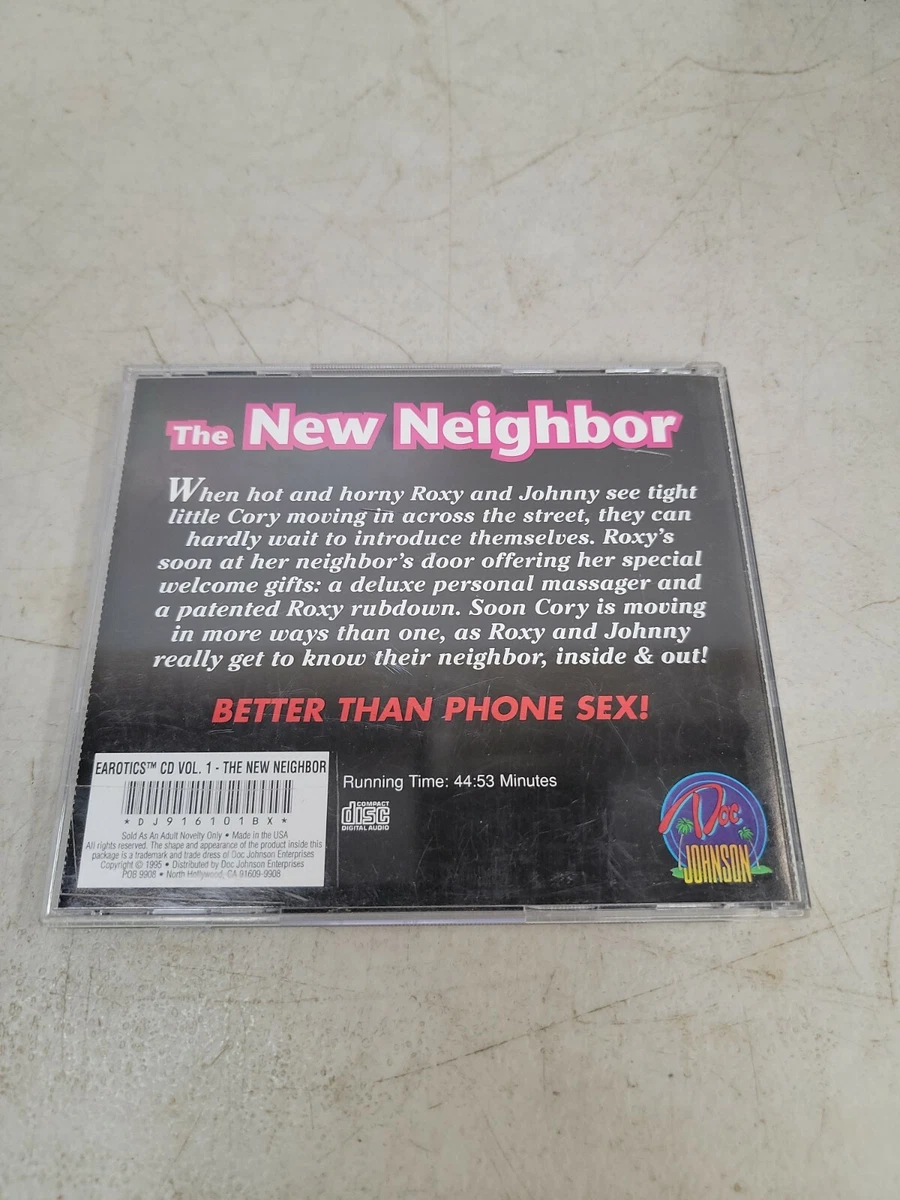 The New Neighbor
When hot and horny Roxy and Johnny see tight
little Cory moving in across the street, they can
hardly wait to introduce themselves. Roxy's
soon at her neighbor's door offering her special
welcome gifts: a deluxe personal massager and
a patented Roxy rubdown. Soon Cory is moving
in more ways than one, as Roxy and Johnny
really get to know their neighbor, inside & out!
BETTER THAN PHONE SEX!
EAROTICS™ CD VOL. 1 - THE NEW NEIGHBOR
* D J 9 1 6 1 0 1 B X *
Sold As An Adult Novelty Only • Made in the USA
All rights reserved. The shape and appearance of the product inside this
package is a trademark and trade dress of Doc Johnson Enterprises
Copyright © 1995 • Distributed by Doc Johnson Enterprises
POB 9908 • North Hollywood, CA 91609-9908
Running Time: 44:53 Minutes
COMPACT
disc
DIGITAL AUDIO
Doc
JOHNSON